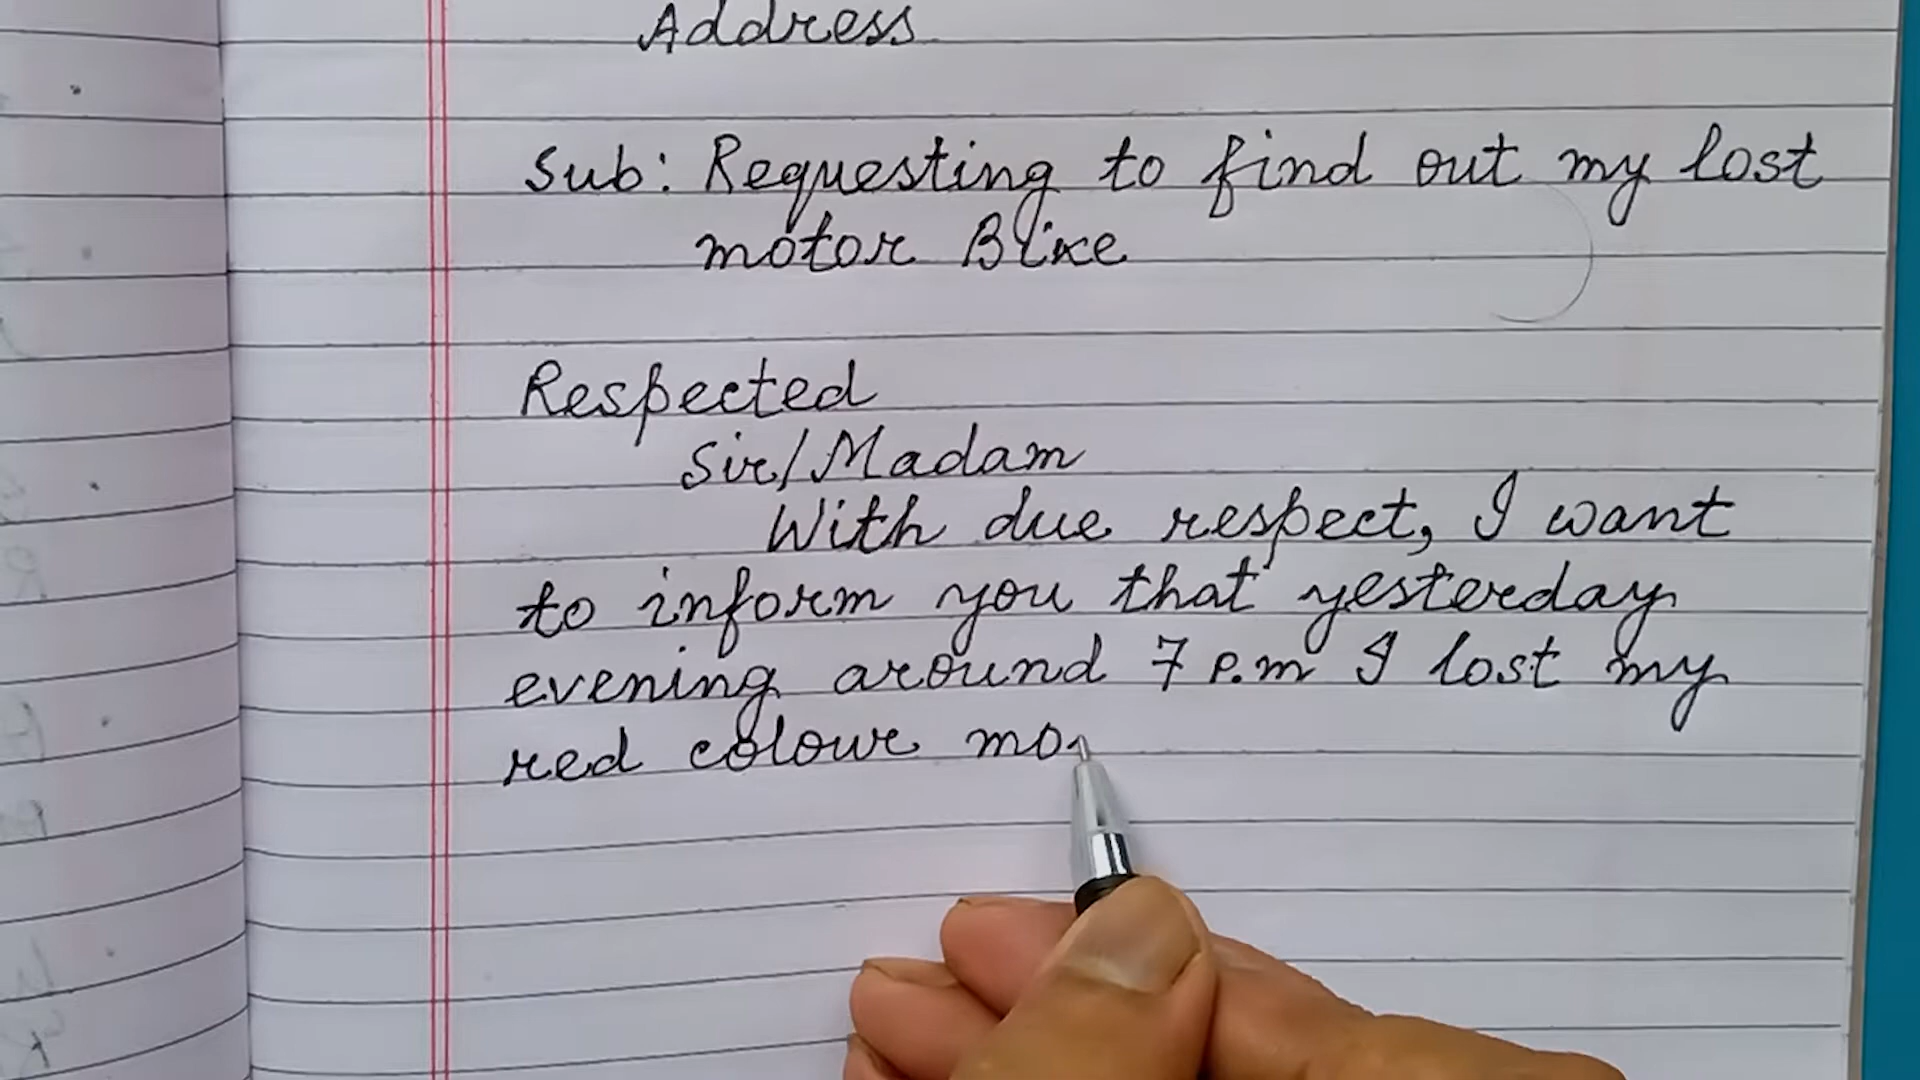 Address
Sub: Requesting to find out my lost
motor Bike
Respected
Sir/Madam
With due respect, I want
to inform you that yesterday
evening around 7 P.m I lost my
red colour mo